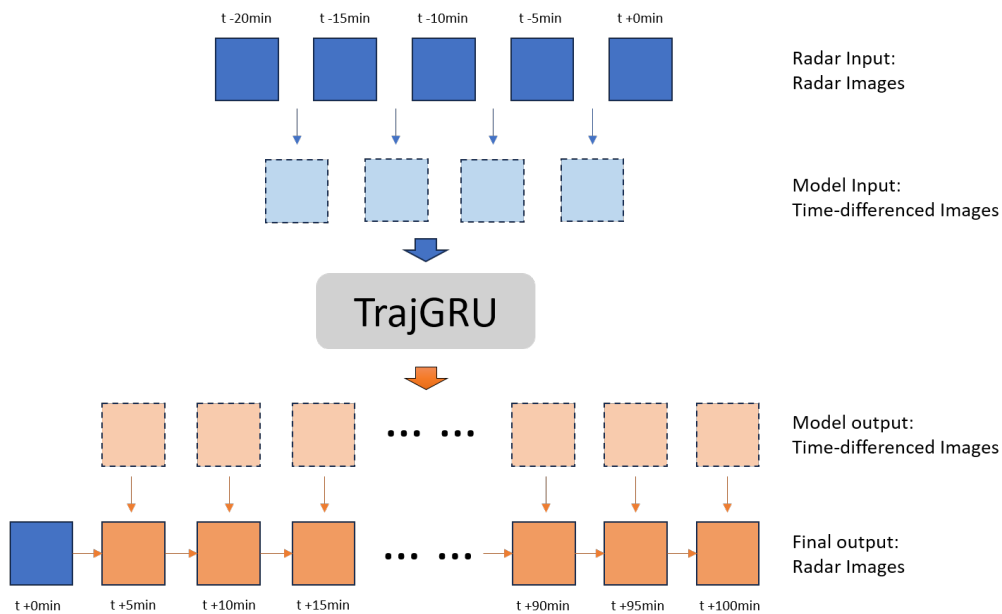 t -20min t -15min t -10min t -5min t +0min
Radar Input:
Radar Images
Model Input:
Time-differenced Images
TrajGRU
Model output:
Time-differenced Images
... ...
Final output:
Radar Images
... ...
t +0min t +5min t +10min t +15min t +90min t +95min t +100min